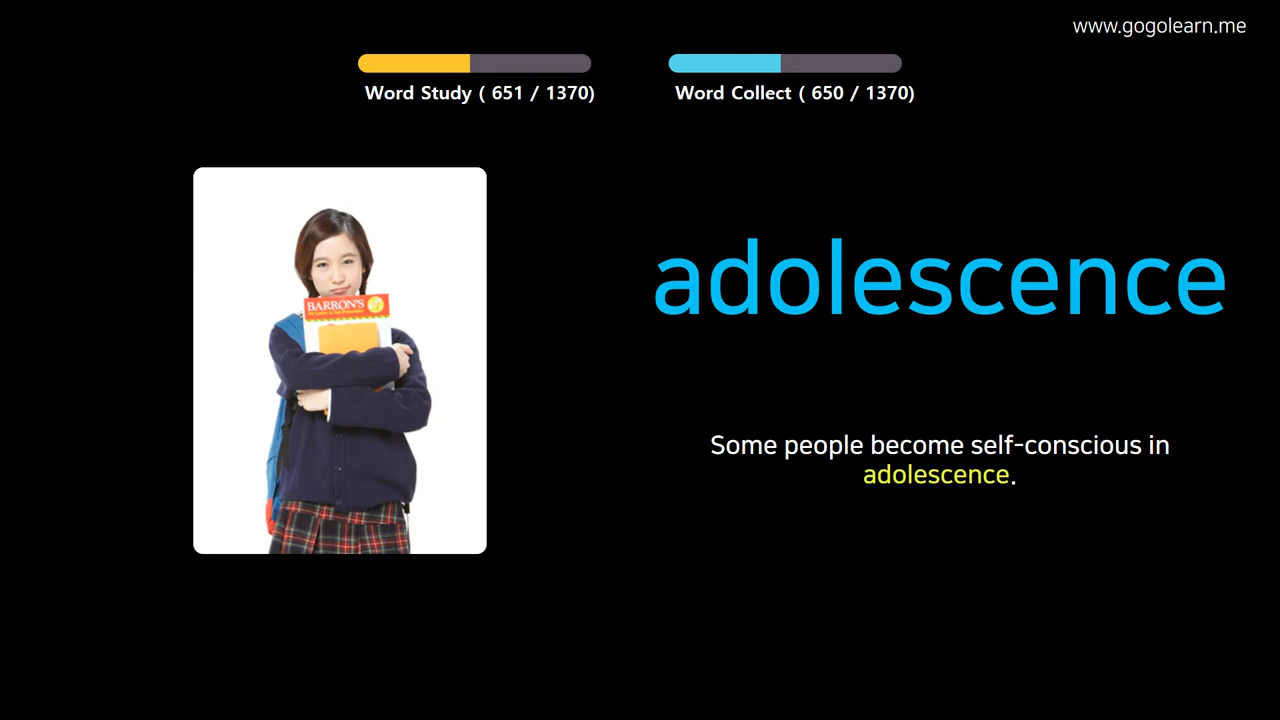 www.gogolearn.me
Word Study ( 651 / 1370)
Word Collect ( 650 / 1370)
BARRON'S
adolescence
Some people become self-conscious in
adolescence.